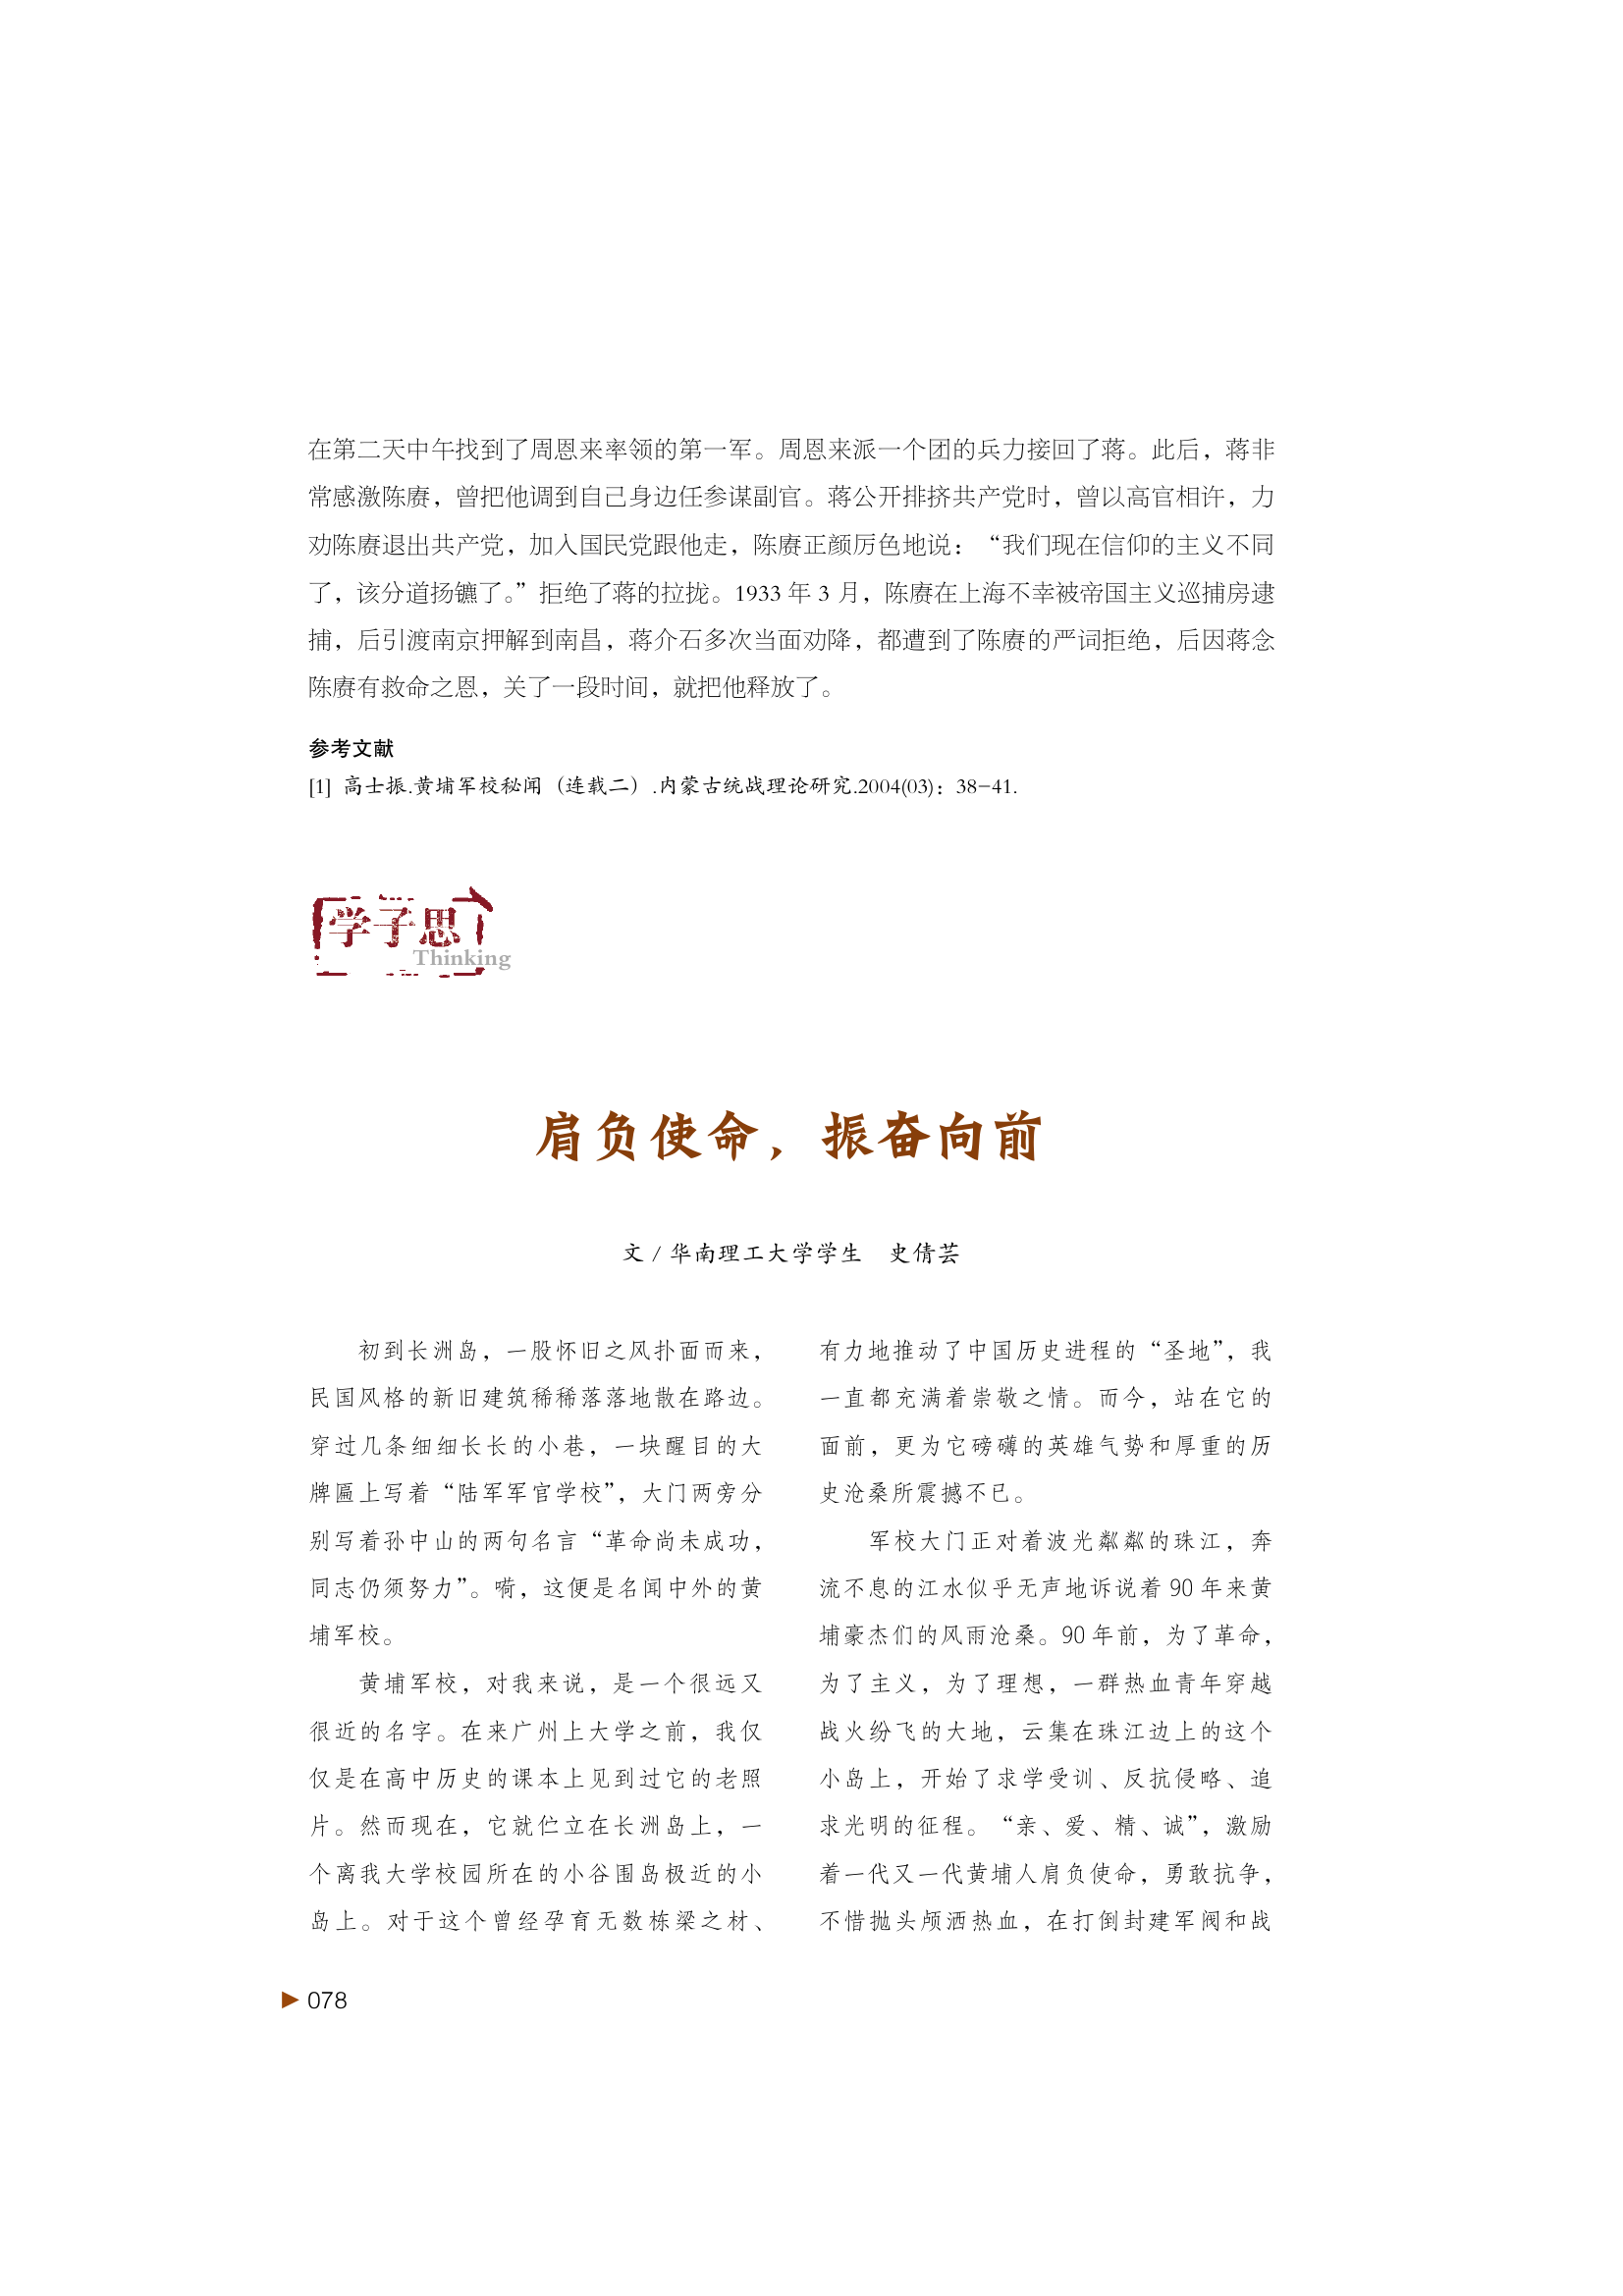 在第二天中午找到了周恩来率领的第一军。周恩来派一个团的兵力接回了蒋。此后，蒋非
常感激陈赓，曾把他调到自己身边任参谋副官。蒋公开排挤共产党时，曾以高官相许，力
劝陈赓退出共产党，加入国民党跟他走，陈赓正颜厉色地说：“我们现在信仰的主义不同
了，该分道扬镳了。”拒绝了蒋的拉拢。1933 年 3 月，陈赓在上海不幸被帝国主义巡捕房逮
捕，后引渡南京押解到南昌，蒋介石多次当面劝降，都遭到了陈赓的严词拒绝，后因蒋念
陈赓有救命之恩，关了一段时间，就把他释放了。
参考文献
[1] 高士振.黄埔军校秘闻（连载二）.内蒙古统战理论研究.2004(03)：38-41.
学子思
Thinking
肩负使命，振奋向前
文 / 华南理工大学学生　史倩芸
初到长洲岛，一股怀旧之风扑面而来，
民国风格的新旧建筑稀稀落落地散在路边。
穿过几条细细长长的小巷，一块醒目的大
牌匾上写着“陆军军官学校”，大门两旁分
别写着孙中山的两句名言“革命尚未成功，
同志仍须努力”。嗬，这便是名闻中外的黄
埔军校。
黄埔军校，对我来说，是一个很远又
很近的名字。在来广州上大学之前，我仅
仅是在高中历史的课本上见到过它的老照
片。然而现在，它就伫立在长洲岛上，一
个离我大学校园所在的小谷围岛极近的小
岛上。对于这个曾经孕育无数栋梁之材、
有力地推动了中国历史进程的“圣地”，我
一直都充满着崇敬之情。而今，站在它的
面前，更为它磅礴的英雄气势和厚重的历
史沧桑所震撼不已。
军校大门正对着波光粼粼的珠江，奔
流不息的江水似乎无声地诉说着 90 年来黄
埔豪杰们的风雨沧桑。90 年前，为了革命，
为了主义，为了理想，一群热血青年穿越
战火纷飞的大地，云集在珠江边上的这个
小岛上，开始了求学受训、反抗侵略、追
求光明的征程。“亲、爱、精、诚”，激励
着一代又一代黄埔人肩负使命，勇敢抗争，
不惜抛头颅洒热血，在打倒封建军阀和战
078